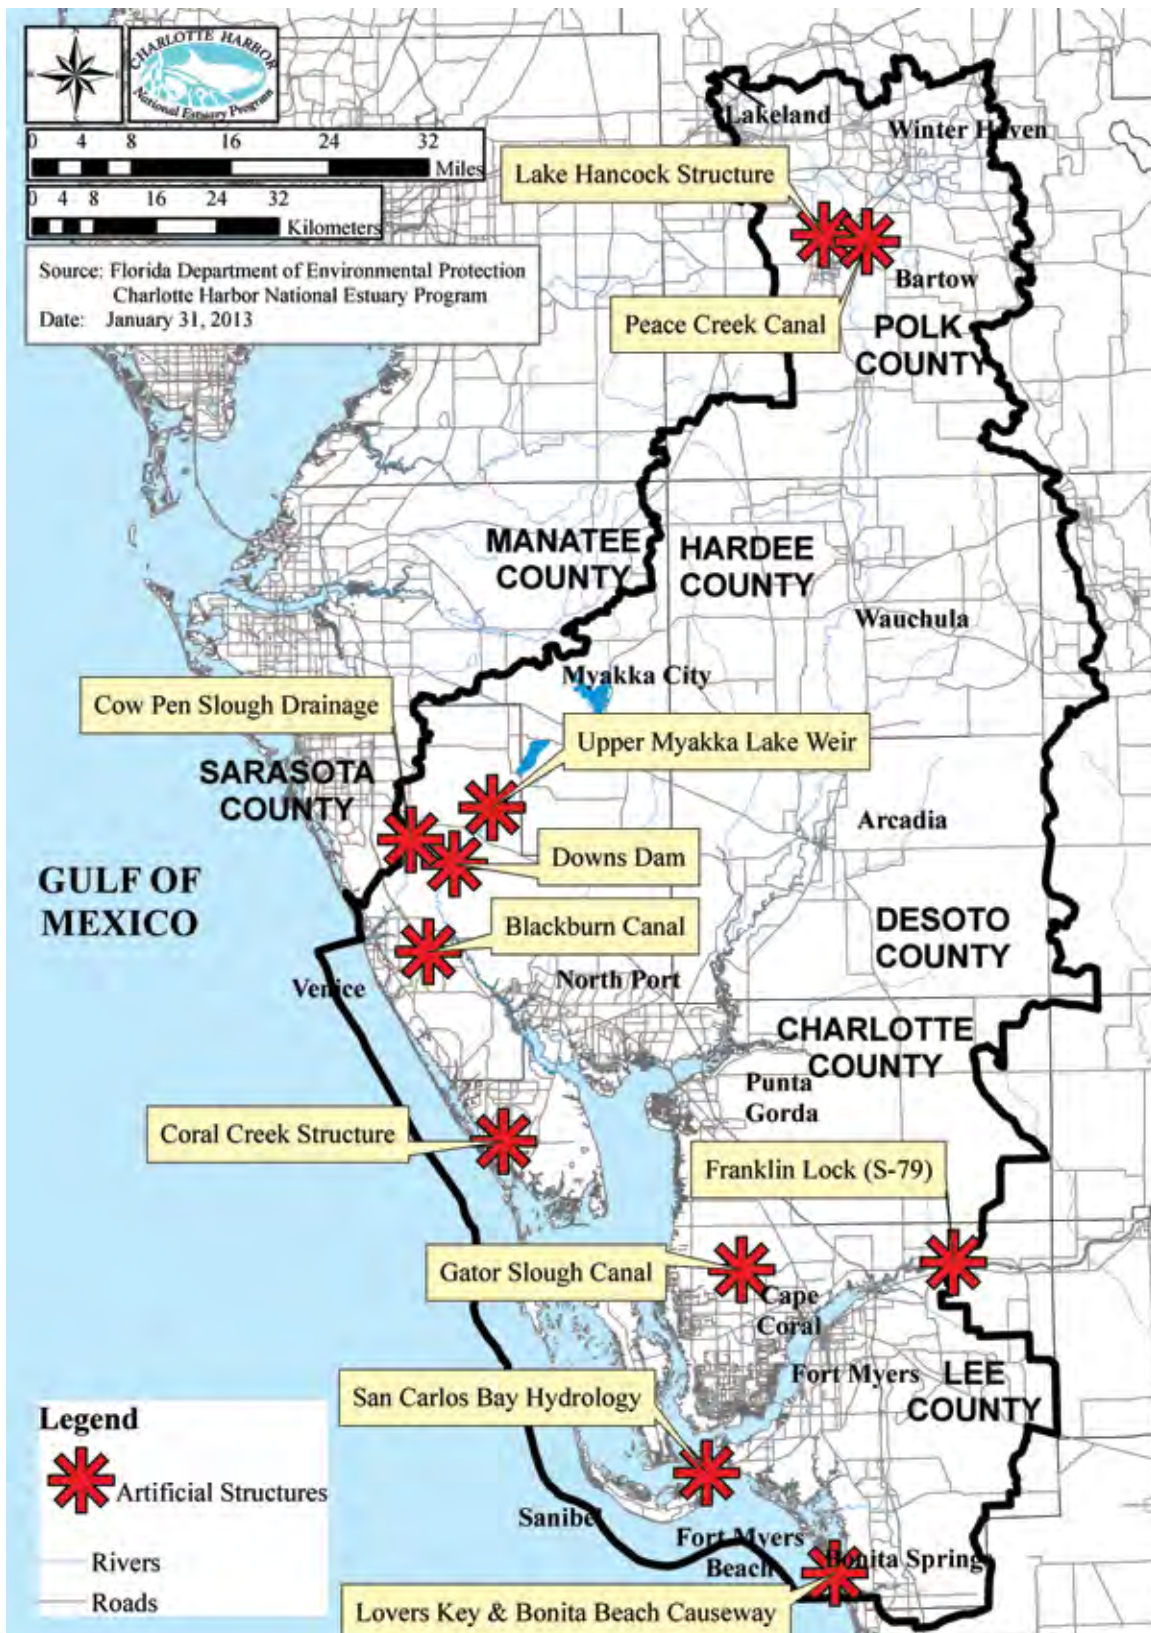 N
W
E
S
CHARLOTTE HARBOR
National Estuary Program
0 4 8 16 24 32
Miles
0 4 8 16 24 32
Kilometers
Source: Florida Department of Environmental Protection
Charlotte Harbor National Estuary Program
Date: January 31, 2013
Lakeland
Winter Haven
Lake Hancock Structure
Bartow
Peace Creek Canal
POLK
COUNTY
MANATEE
COUNTY
HARDEE
COUNTY
Wauchula
Myakka City
Cow Pen Slough Drainage
Upper Myakka Lake Weir
SARASOTA
COUNTY
Arcadia
Downs Dam
GULF OF
MEXICO
Blackburn Canal
DESOTO
COUNTY
North Port
Venice
CHARLOTTE
COUNTY
Punta
Gorda
Coral Creek Structure
Franklin Lock (S-79)
Gator Slough Canal
Cape
Coral
Fort Myers
LEE
COUNTY
San Carlos Bay Hydrology
Legend
Artificial Structures
Rivers
Roads
Sanibel
Fort Myers
Beach
Bonita Springs
Lovers Key & Bonita Beach Causeway